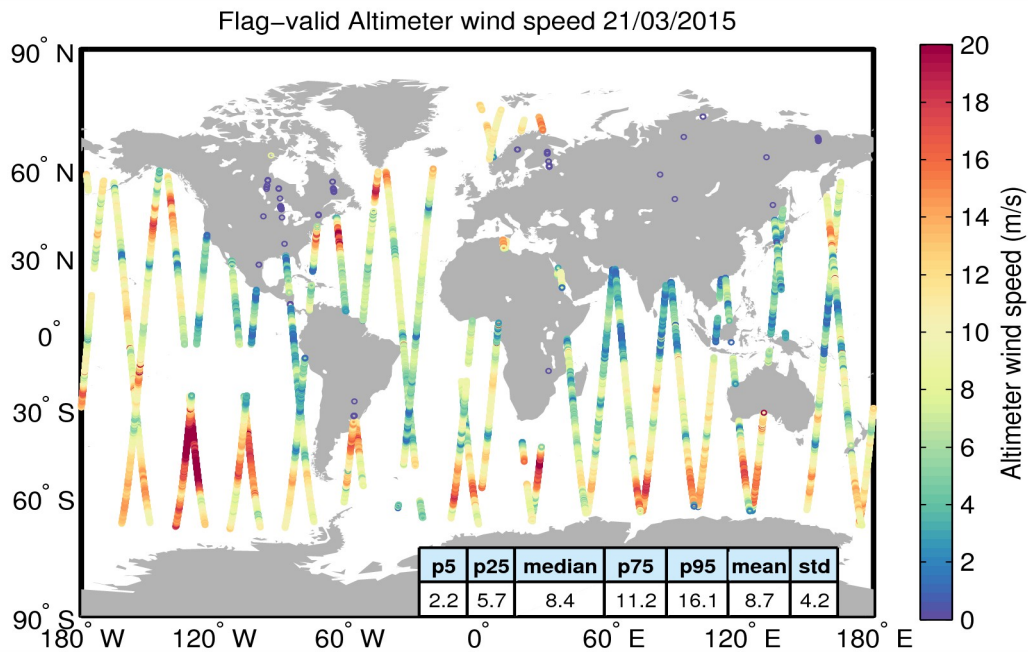 Flag-valid Altimeter wind speed 21/03/2015
90° N
60° N
30° N
0°
30° S
60° S
90° S
180° W
120° W
60° W
0°
60° E
120° E
180° E
p5 p25 median p75 p95 mean std
2.2 5.7 8.4 11.2 16.1 8.7 4.2
20
18
16
14
12
10
8
6
4
2
0
Altimeter wind speed (m/s)